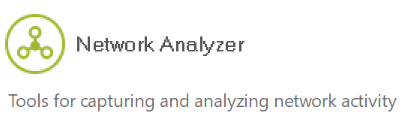 Network Analyzer
Tools for capturing and analyzing network activity